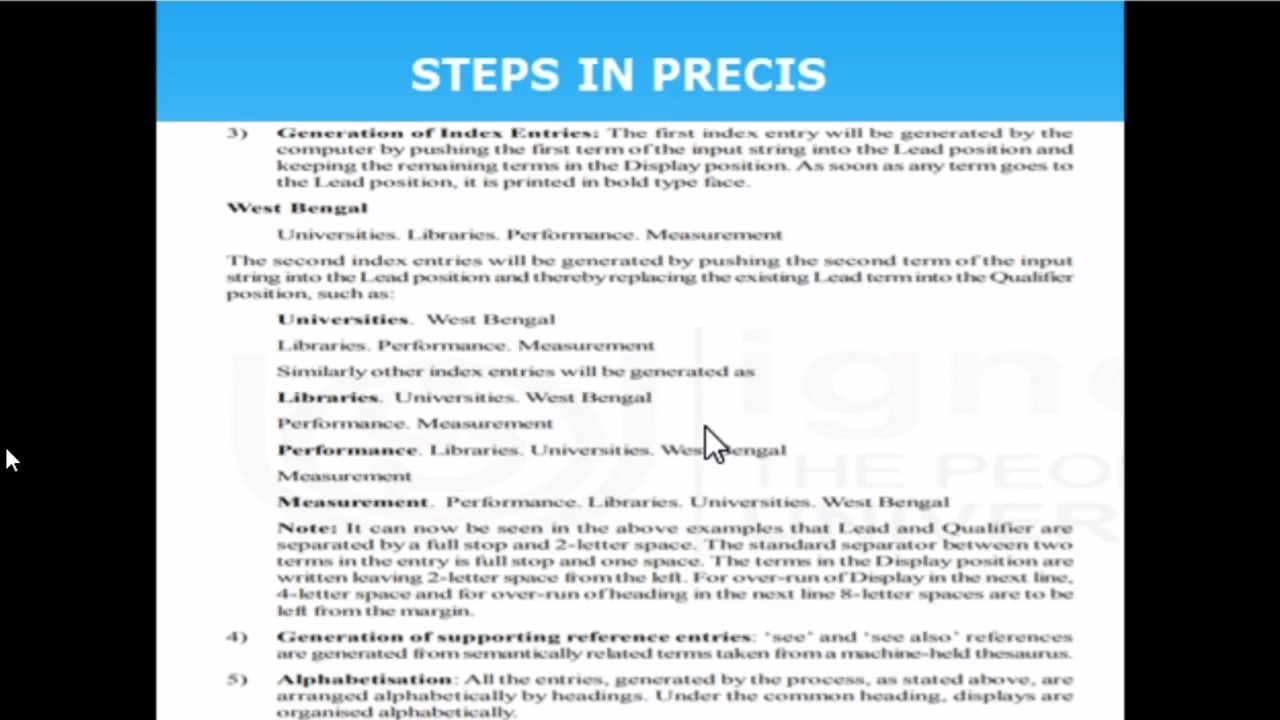 STEPS IN PRECIS
3) Generation of Index Entries: The first index entry will be generated by the
computer by pushing the first term of the input string into the Lead position and
keeping the remaining terms in the Display position. As soon as any term goes to
the Lead position, it is printed in bold type face.
West Bengal
Universities. Libraries. Performance. Measurement
The second index entries will be generated by pushing the second term of the input
string into the Lead position and thereby replacing the existing Lead term into the Qualifier
position, such as:
Universities. West Bengal
Libraries. Performance. Measurement
Similarly other index entries will be generated as
Libraries. Universities. West Bengal
Performance. Measurement
Performance. Libraries. Universities. West Bengal
Measurement
Measurement. Performance. Libraries. Universities. West Bengal
Note: It can now be seen in the above examples that Lead and Qualifier are
separated by a full stop and 2-letter space. The standard separator between two
terms in the entry is full stop and one space. The terms in the Display position are
written leaving 2-letter space from the left. For over-run of Display in the next line,
4-letter space and for over-run of heading in the next line 8-letter spaces are to be
left from the margin.
4) Generation of supporting reference entries: 'see' and 'see also' references
are generated from semantically related terms taken from a machine-held thesaurus.
5) Alphabetisation: All the entries, generated by the process, as stated above, are
arranged alphabetically by headings. Under the common heading, displays are
organised alphabetically.